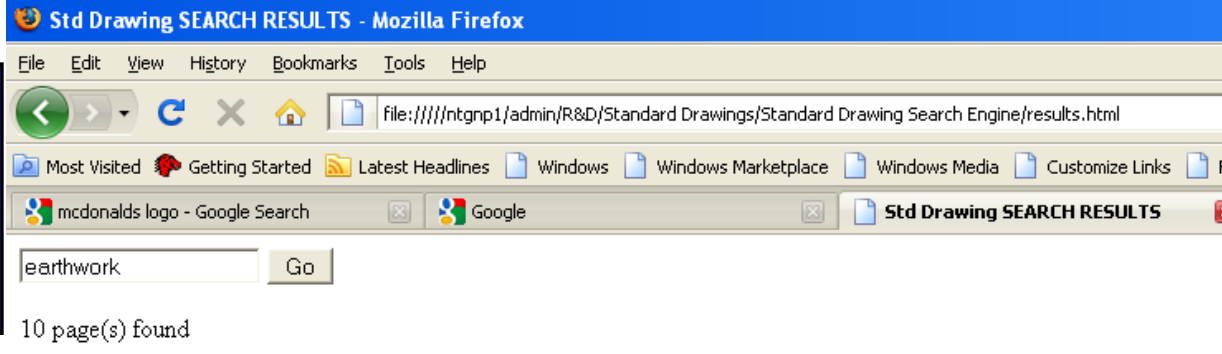 Std Drawing SEARCH RESULTS - Mozilla Firefox
File Edit View History Bookmarks Tools Help
file://///ntgnp1/admin/R&D/Standard Drawings/Standard Drawing Search Engine/results.html
Most Visited Getting Started Latest Headlines Windows Windows Marketplace Windows Media Customize Links
mcdonalds logo - Google Search Google Std Drawing SEARCH RESULTS
earthwork Go
10 page(s) found